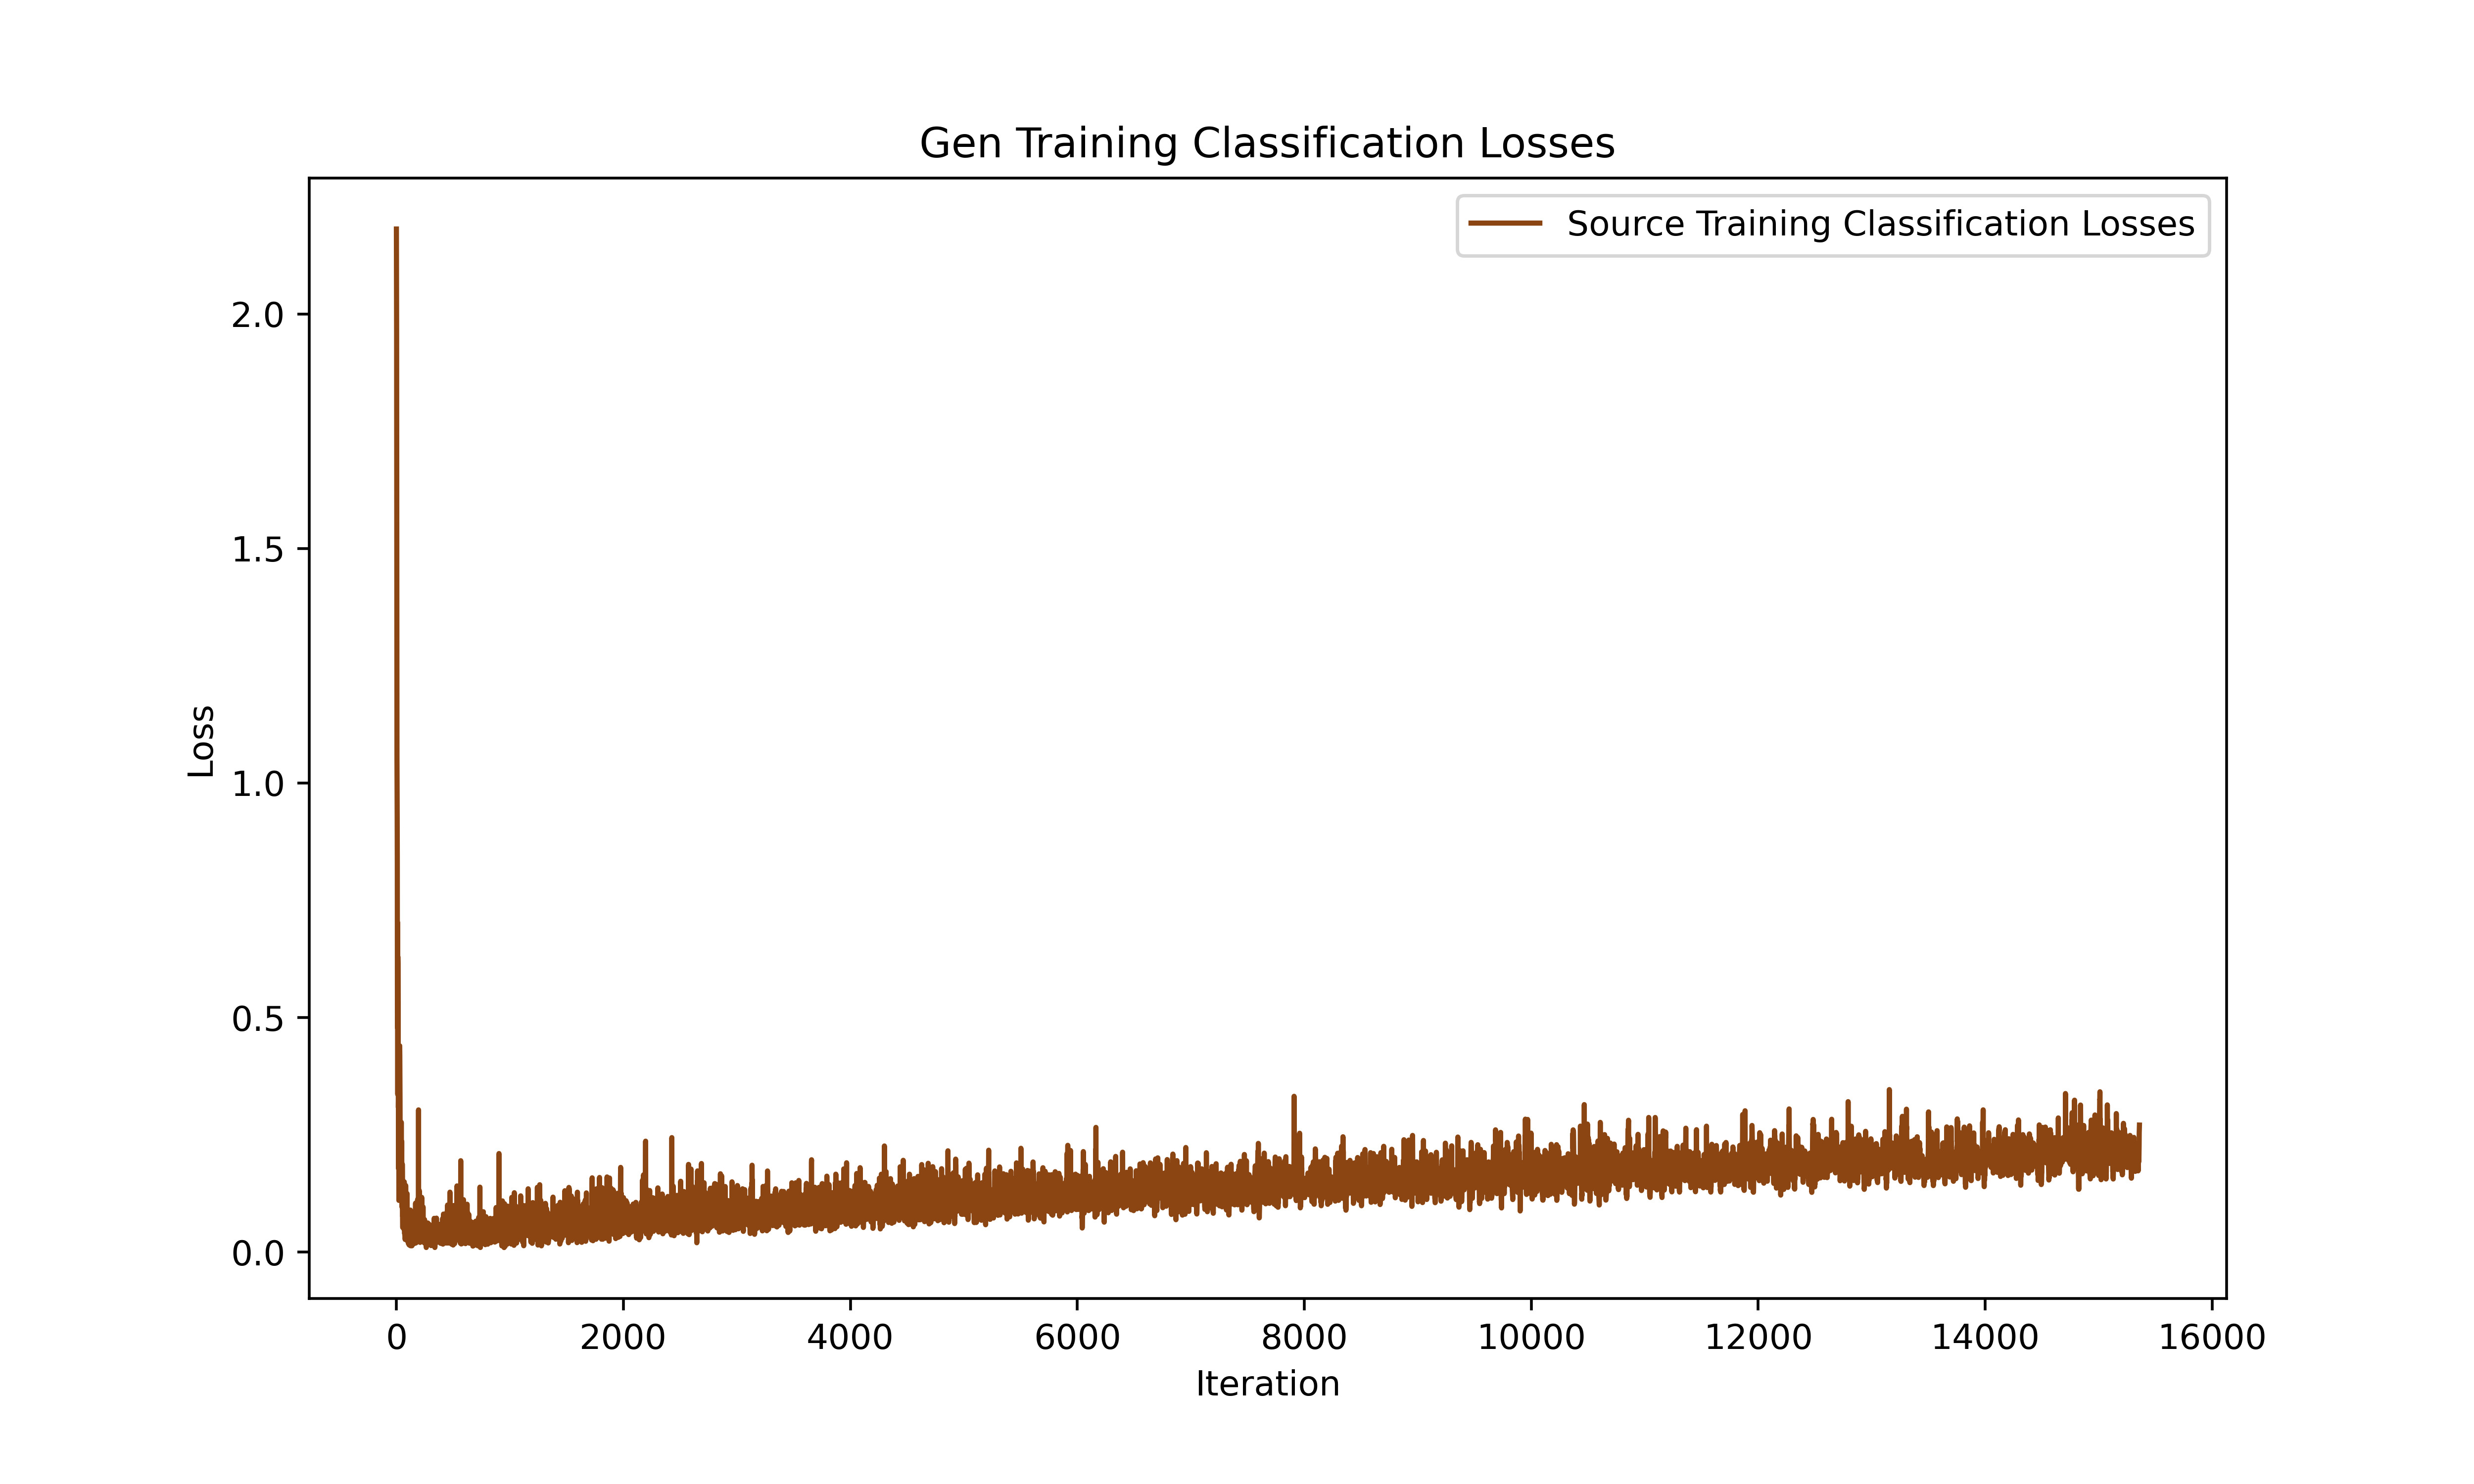 Gen Training Classification Losses
Source Training Classification Losses
Loss
2.0
1.5
1.0
0.5
0.0
0 2000 4000 6000 8000 10000 12000 14000 16000
Iteration